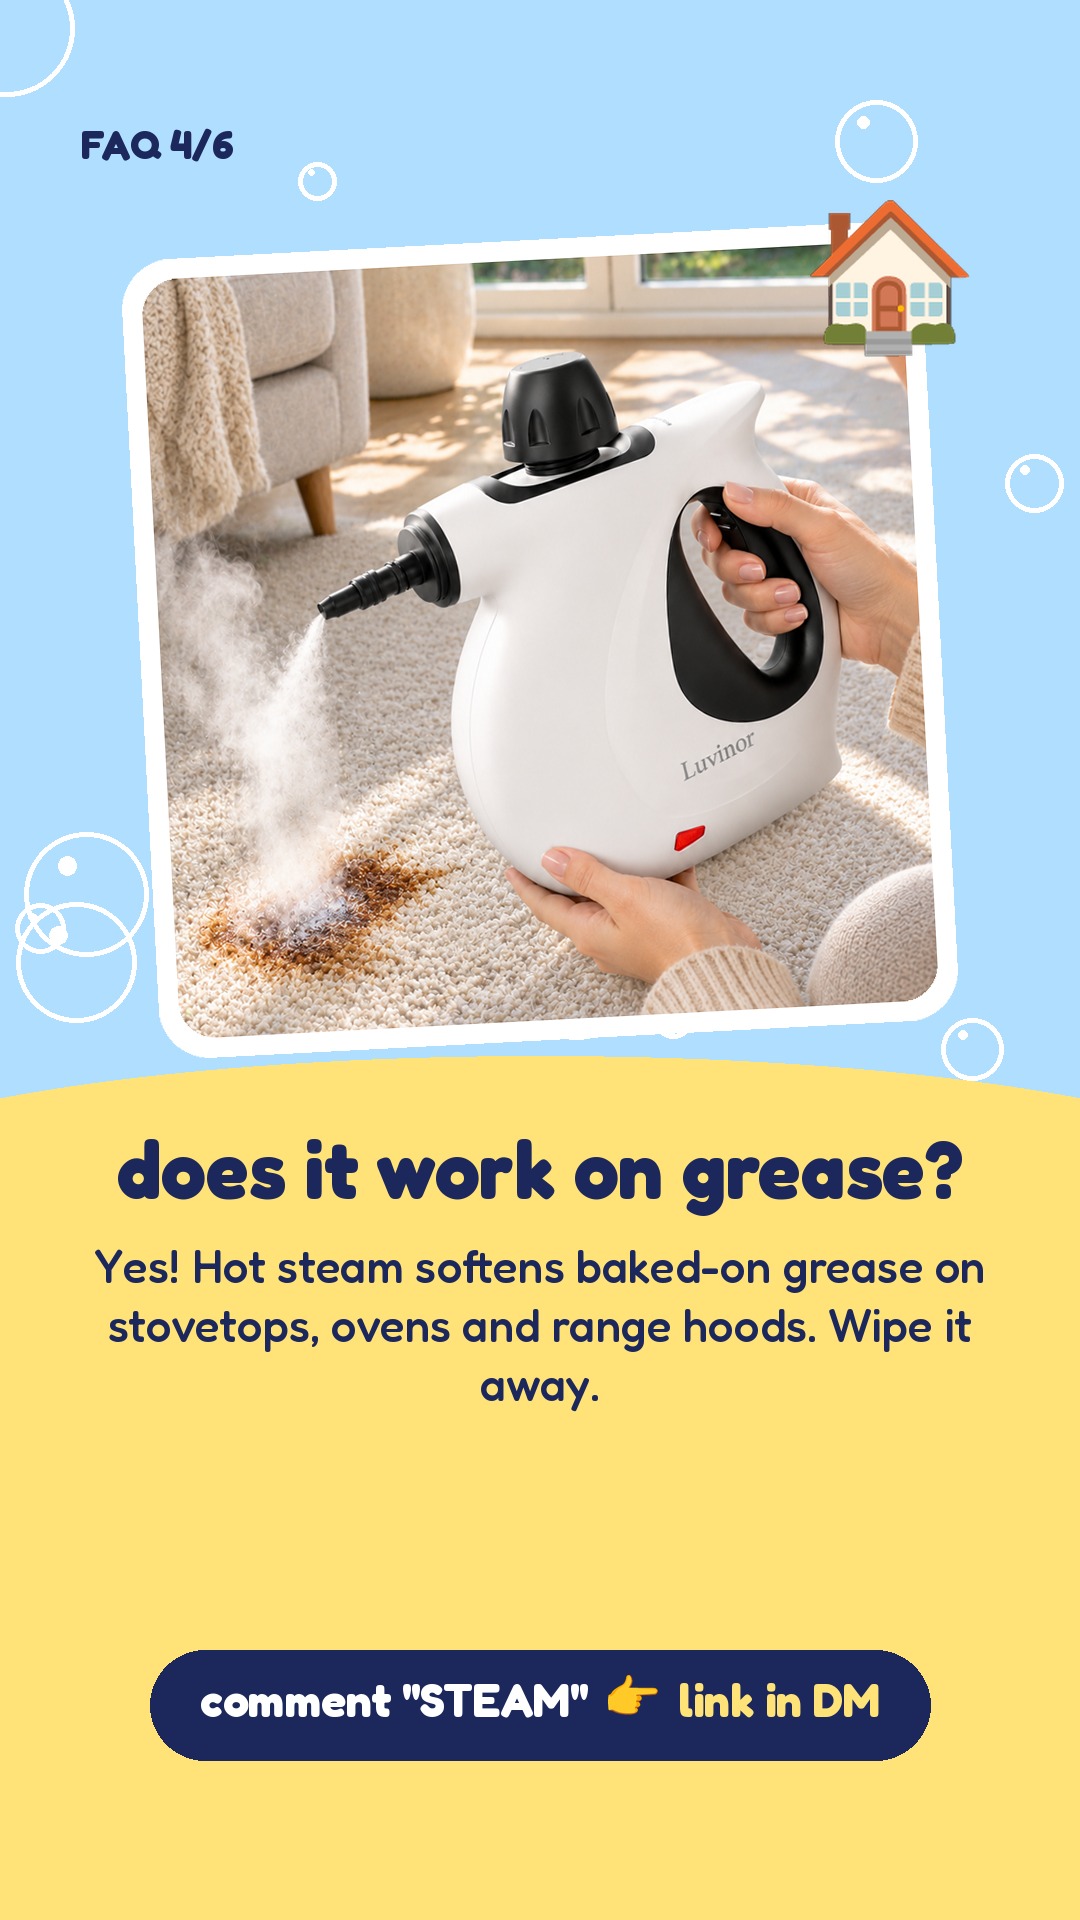 FAQ 4/6
Luvinor
does it work on grease?
Yes! Hot steam softens baked-on grease on
stovetops, ovens and range hoods. Wipe it
away.
comment "STEAM" 👉 link in DM